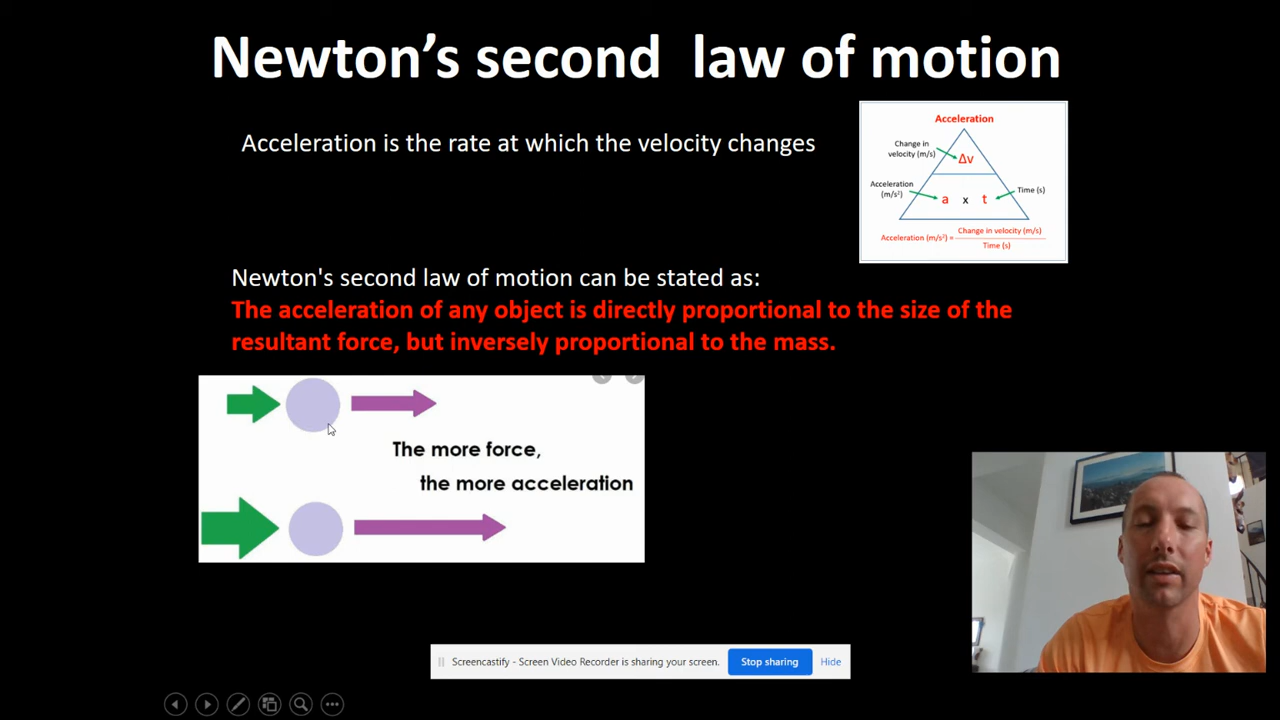 Newton’s second law of motion
Acceleration is the rate at which the velocity changes
Acceleration
Change in
velocity (m/s)
Δv
Acceleration
(m/s²)
a x t
Time (s)
Acceleration (m/s²) = Change in velocity (m/s)
Time (s)
Newton's second law of motion can be stated as:
The acceleration of any object is directly proportional to the size of the
resultant force, but inversely proportional to the mass.
The more force,
the more acceleration
Screencastify - Screen Video Recorder is sharing your screen.
Stop sharing
Hide